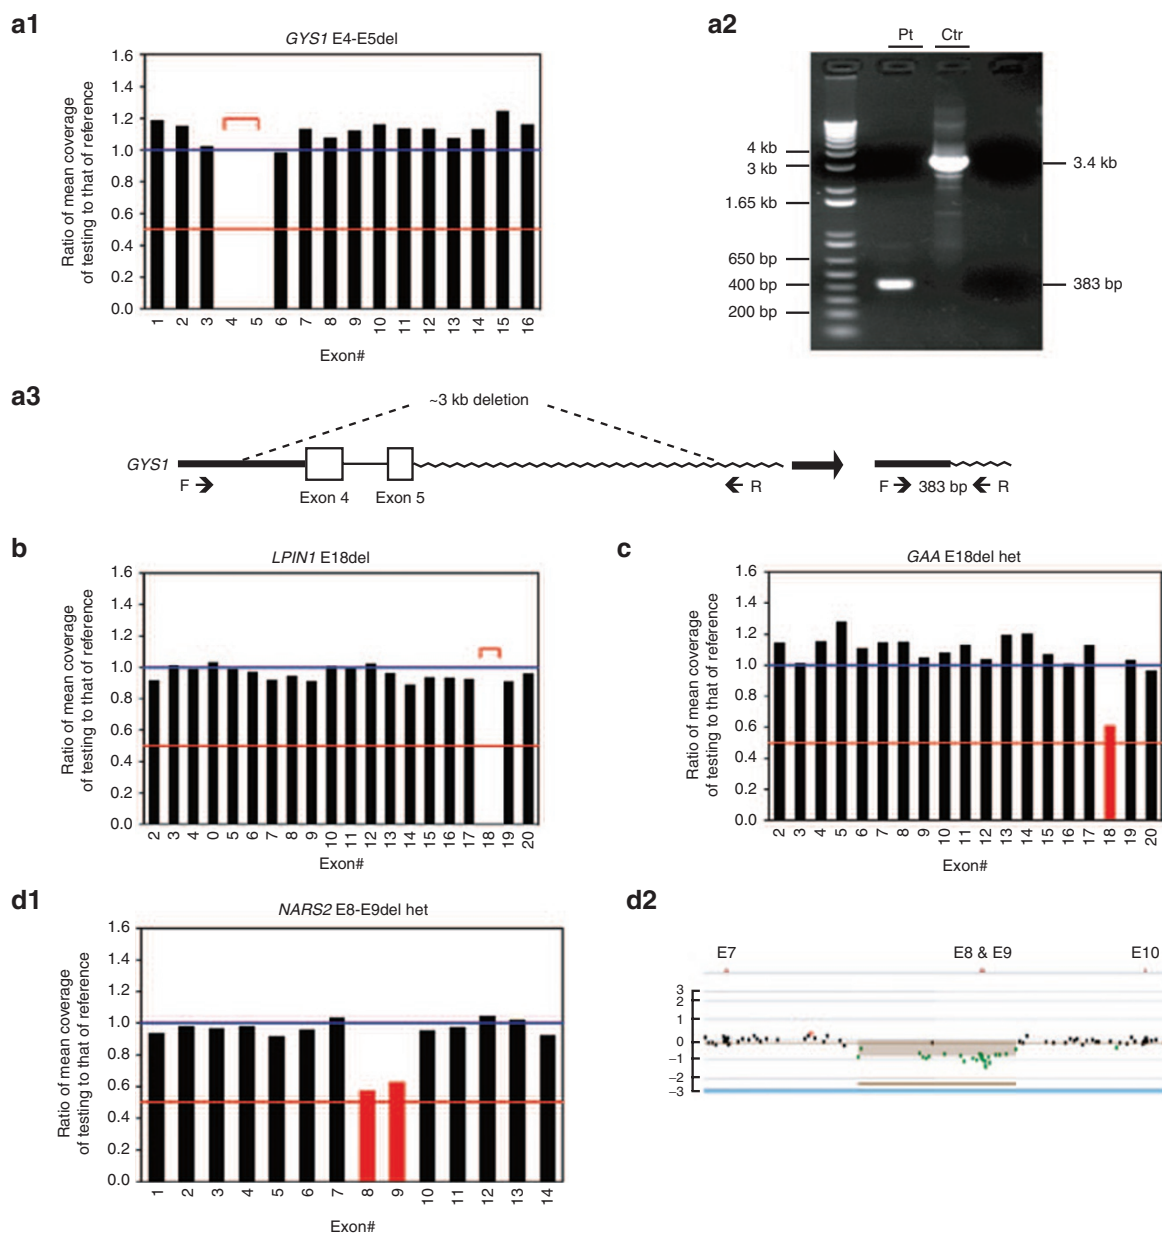 a1
GYS1 E4-E5del
Ratio of mean coverage
of testing to that of reference
1.6
1.4
1.2
1.0
0.8
0.6
0.4
0.2
0.0
1 2 3 4 5 6 7 8 9 10 11 12 13 14 15 16
Exon#
a2
Pt Ctr
4 kb
3 kb
1.65 kb
650 bp
400 bp
200 bp
3.4 kb
383 bp
a3
~3 kb deletion
GYS1
F R
Exon 4 Exon 5
F 383 bp R
b
LPIN1 E18del
Ratio of mean coverage
of testing to that of reference
1.6
1.4
1.2
1.0
0.8
0.6
0.4
0.2
0.0
2 3 4 0 5 6 7 8 9 10 11 12 13 14 15 16 17 18 19 20
Exon#
c
GAA E18del het
Ratio of mean coverage
of testing to that of reference
1.6
1.4
1.2
1.0
0.8
0.6
0.4
0.2
0.0
2 3 4 5 6 7 8 9 10 11 12 13 14 15 16 17 18 19 20
Exon#
d1
NARS2 E8-E9del het
Ratio of mean coverage
of testing to that of reference
1.6
1.4
1.2
1.0
0.8
0.6
0.4
0.2
0.0
1 2 3 4 5 6 7 8 9 10 11 12 13 14
Exon#
d2
E7 E8 & E9 E10
3
2
1
0
−1
−2
−3